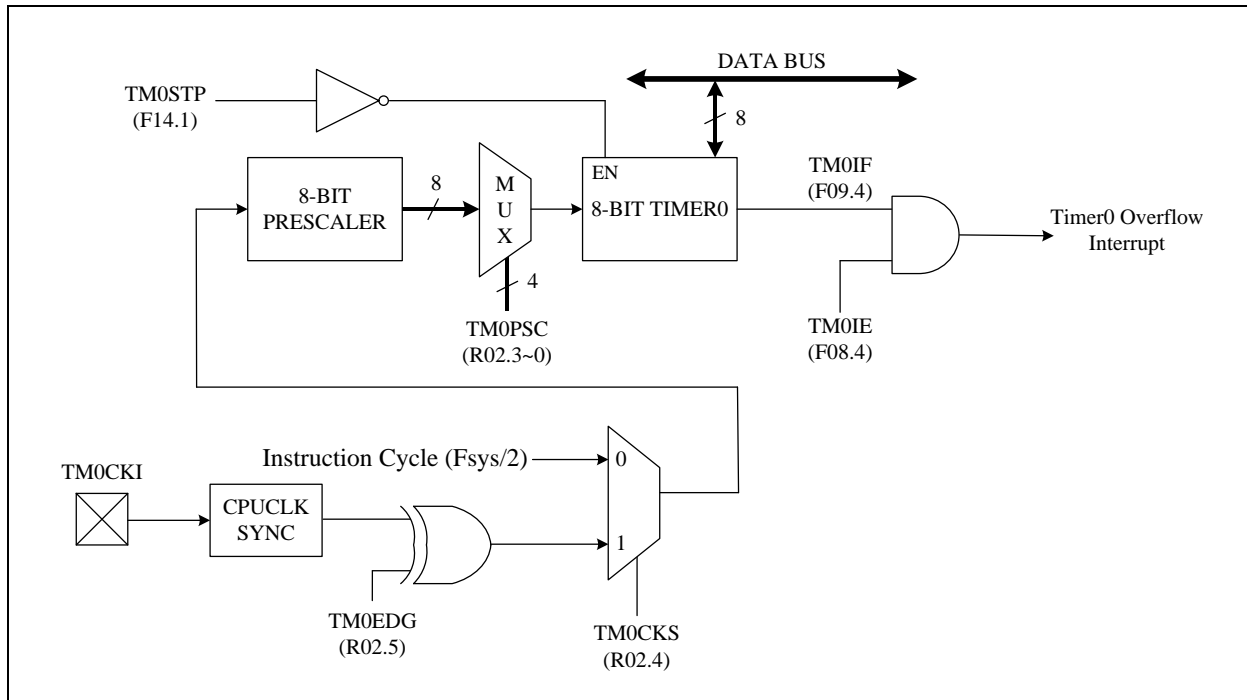 DATA BUS
TM0STP
(F14.1)
8
EN
8-BIT
PRESCALER
8
M
U
X
8-BIT TIMER0
TM0IF
(F09.4)
Timer0 Overflow
Interrupt
4
TM0PSC
(R02.3~0)
TM0IE
(F08.4)
Instruction Cycle (Fsys/2)
0
TM0CKI
CPUCLK
SYNC
1
TM0EDG
(R02.5)
TM0CKS
(R02.4)